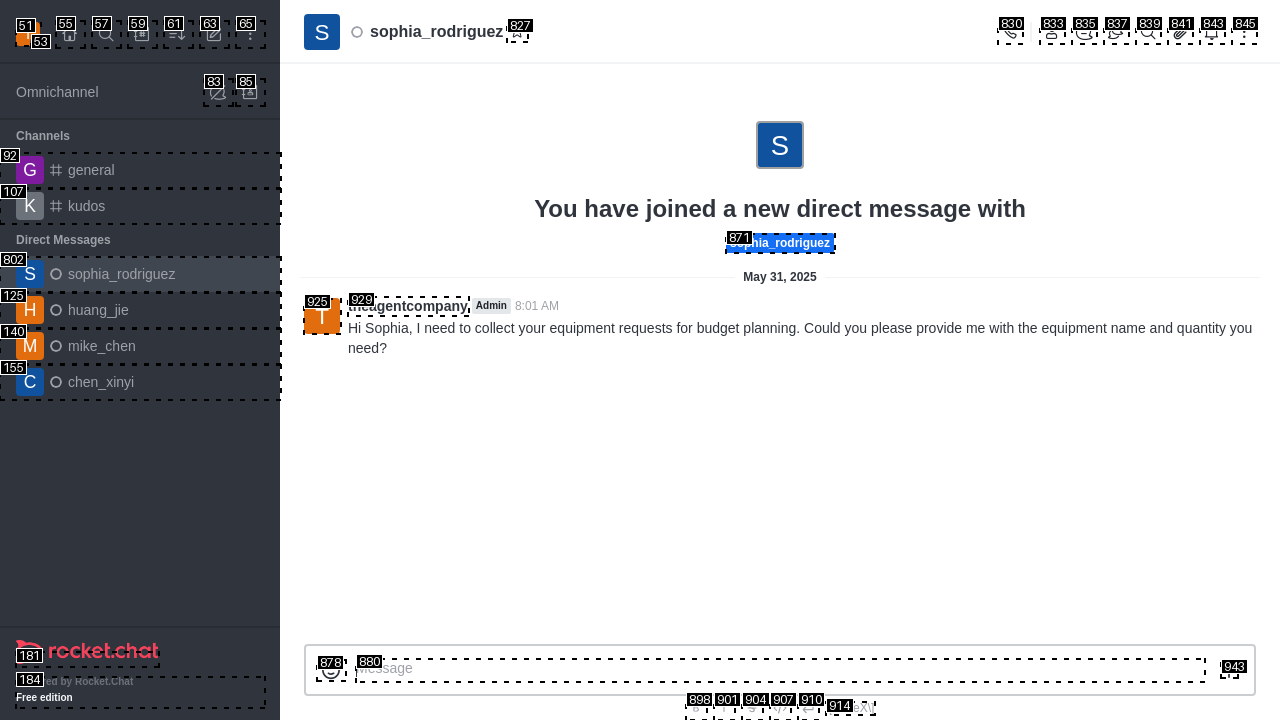 51
53
55
57
59
61
63
65
Omnichannel
83
85
Channels
92
G
general
107
K
kudos
Direct Messages
802
S
sophia_rodriguez
125
H
huang_jie
140
M
mike_chen
155
C
chen_xinyi
181
rocket.chat
184
by Rocket.Chat
Free edition
S
sophia_rodriguez
827
830
833
835
837
839
841
843
845
S
You have joined a new direct message with
871
sophia_rodriguez
May 31, 2025
925
T
929
theagentcompany
Admin
8:01 AM
Hi Sophia, I need to collect your equipment requests for budget planning. Could you please provide me with the equipment name and quantity you
need?
878
880
Message
943
898
901
904
907
910
914